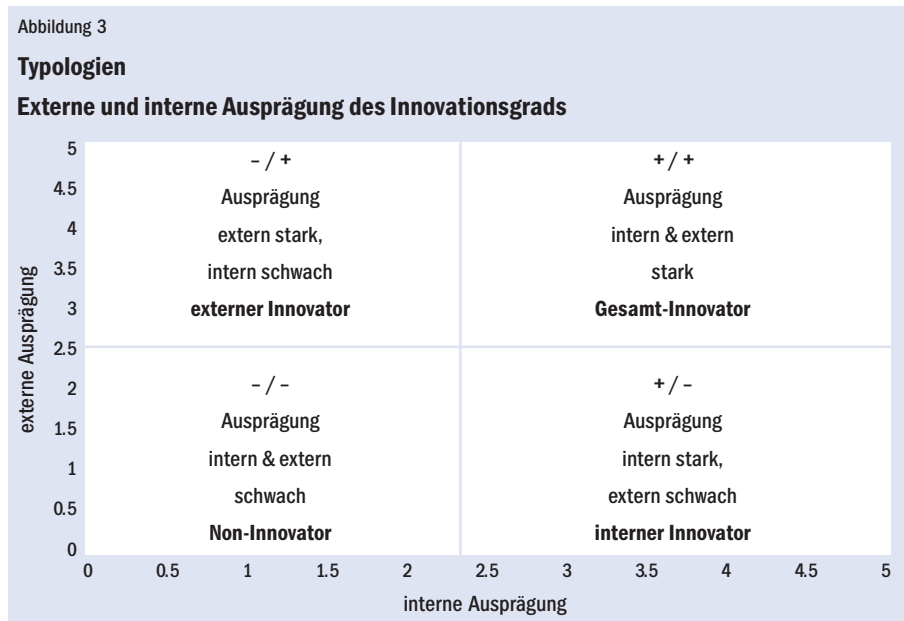 Abbildung 3
Typologien
Externe und interne Ausprägung des Innovationsgrads
externe Ausprägung
5
4.5
4
3.5
3
2.5
2
1.5
1
0.5
0
– / +
Ausprägung
extern stark,
intern schwach
externer Innovator
+ / +
Ausprägung
intern & extern
stark
Gesamt-Innovator
– / –
Ausprägung
intern & extern
schwach
Non-Innovator
+ / –
Ausprägung
intern stark,
extern schwach
interner Innovator
0 0.5 1 1.5 2 2.5 3 3.5 4 4.5 5
interne Ausprägung